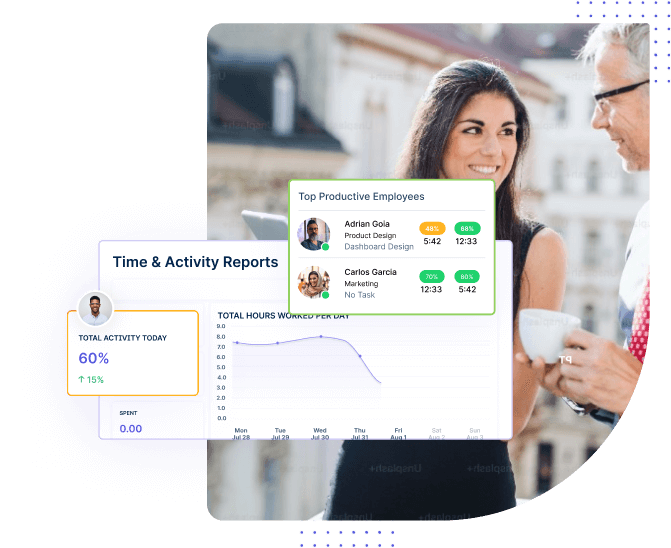 Top Productive Employees
Adrian Goia
Product Design
Dashboard Design
48%
68%
5:42
12:33
Carlos Garcia
Marketing
No Task
70%
60%
12:33
5:42
Time & Activity Reports
TOTAL ACTIVITY TODAY
60%
↑ 15%
SPENT
0.00
TOTAL HOURS WORKED PER DAY
9.0
8.0
7.0
6.0
5.0
4.0
3.0
2.0
1.0
0.0
Mon Tue Wed Thu Fri Sat Sun
Jul 28 Jul 29 Jul 30 Jul 31 Aug 1 Aug 2 Aug 3